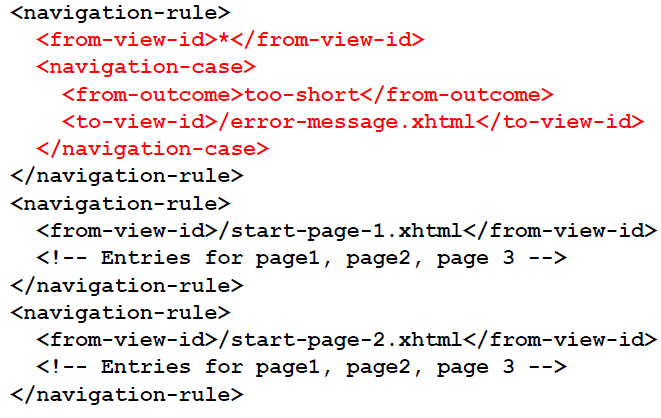 <navigation-rule>
<from-view-id>*</from-view-id>
<navigation-case>
<from-outcome>too-short</from-outcome>
<to-view-id>/error-message.xhtml</to-view-id>
</navigation-case>
</navigation-rule>
<navigation-rule>
<from-view-id>/start-page-1.xhtml</from-view-id>
<!-- Entries for page1, page2, page 3 -->
</navigation-rule>
<navigation-rule>
<from-view-id>/start-page-2.xhtml</from-view-id>
<!-- Entries for page1, page2, page 3 -->
</navigation-rule>